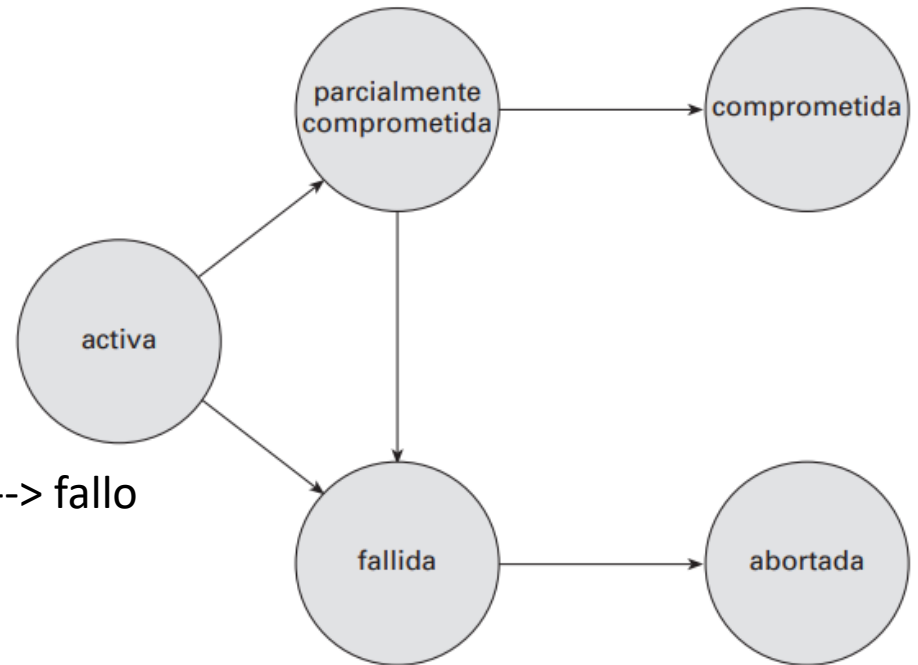 parcialmente
comprometida
comprometida
activa
--> fallo
fallida
abortada